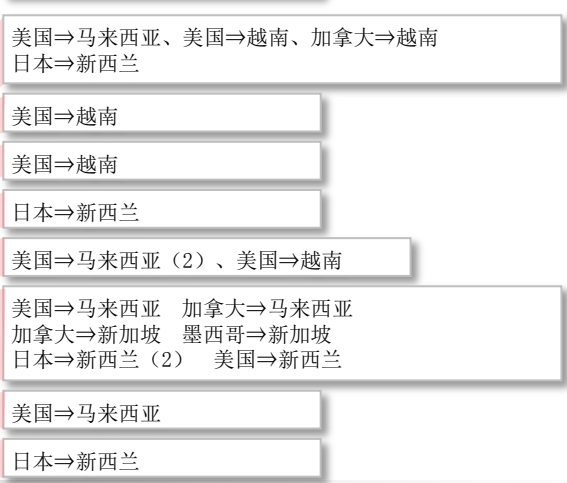 美国⇒马来西亚、美国⇒越南、加拿大⇒越南
日本⇒新西兰
美国⇒越南
美国⇒越南
日本⇒新西兰
美国⇒马来西亚（2）、美国⇒越南
美国⇒马来西亚　加拿大⇒马来西亚
加拿大⇒新加坡　墨西哥⇒新加坡
日本⇒新西兰（2）　美国⇒新西兰
美国⇒马来西亚
日本⇒新西兰